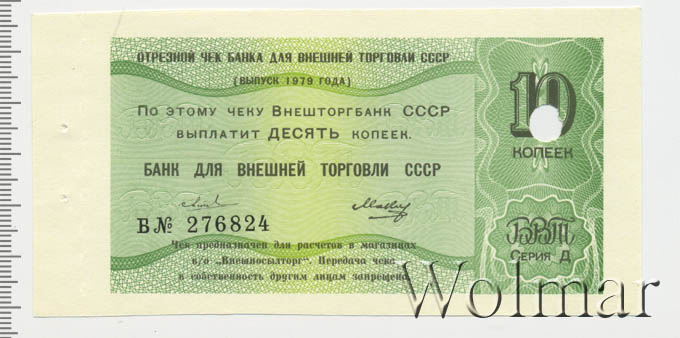 ОТРЕЗНОЙ ЧЕК БАНКА ДЛЯ ВНЕШНЕЙ ТОРГОВЛИ СССР
(ВЫПУСК 1979 ГОДА)
ПО ЭТОМУ ЧЕКУ ВНЕШТОРГБАНК СССР
ВЫПЛАТИТ ДЕСЯТЬ КОПЕЕК.
БАНК ДЛЯ ВНЕШНЕЙ ТОРГОВЛИ СССР
Б№ 276824
Чек предназначен для расчетов в магазинах
в/о „Внешпосылторг". Передача чека
в собственность другим лицам запрещена
10
КОПЕЕК
БВТ
СЕРИЯ Д
Wolmar